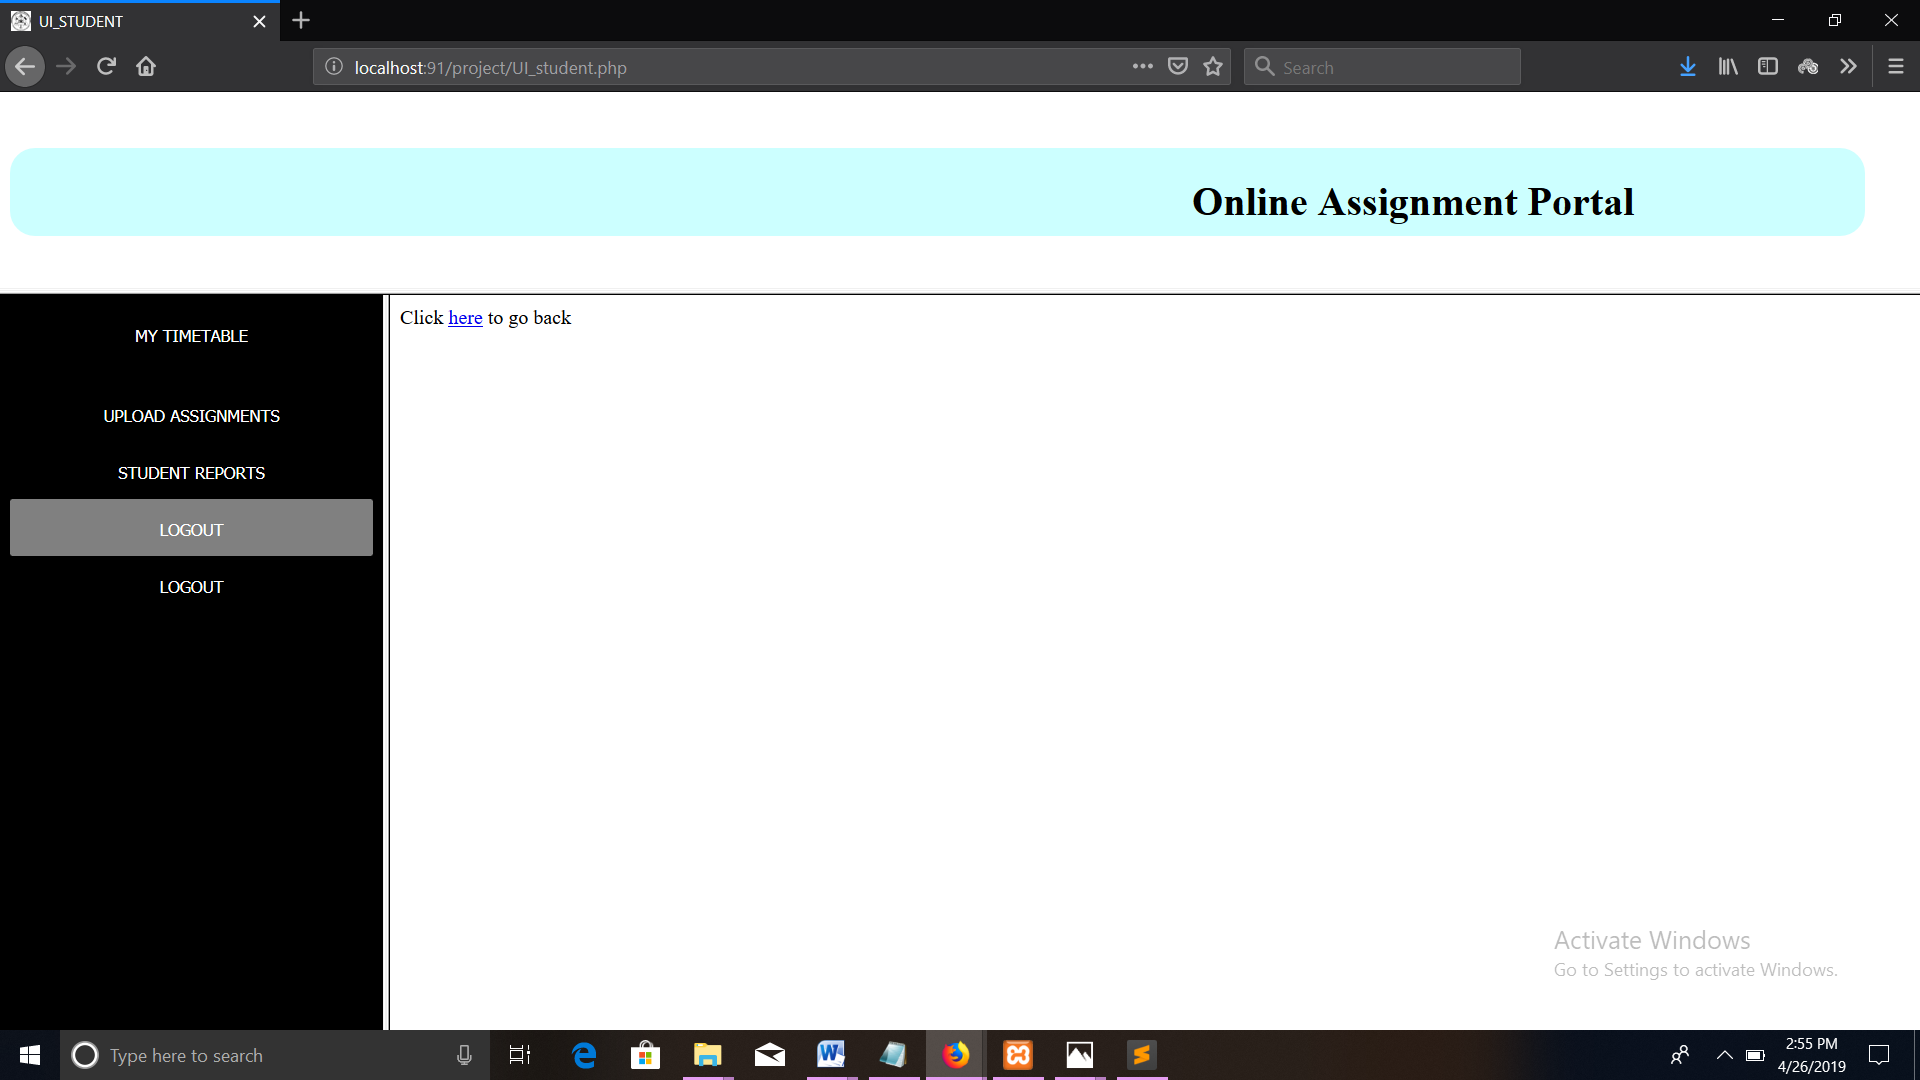 UI_STUDENT
localhost:91/project/UI_student.php
Search
Online Assignment Portal
MY TIMETABLE
UPLOAD ASSIGNMENTS
STUDENT REPORTS
LOGOUT
LOGOUT
Click here to go back
Activate Windows
Go to Settings to activate Windows.
Type here to search
2:55 PM
4/26/2019